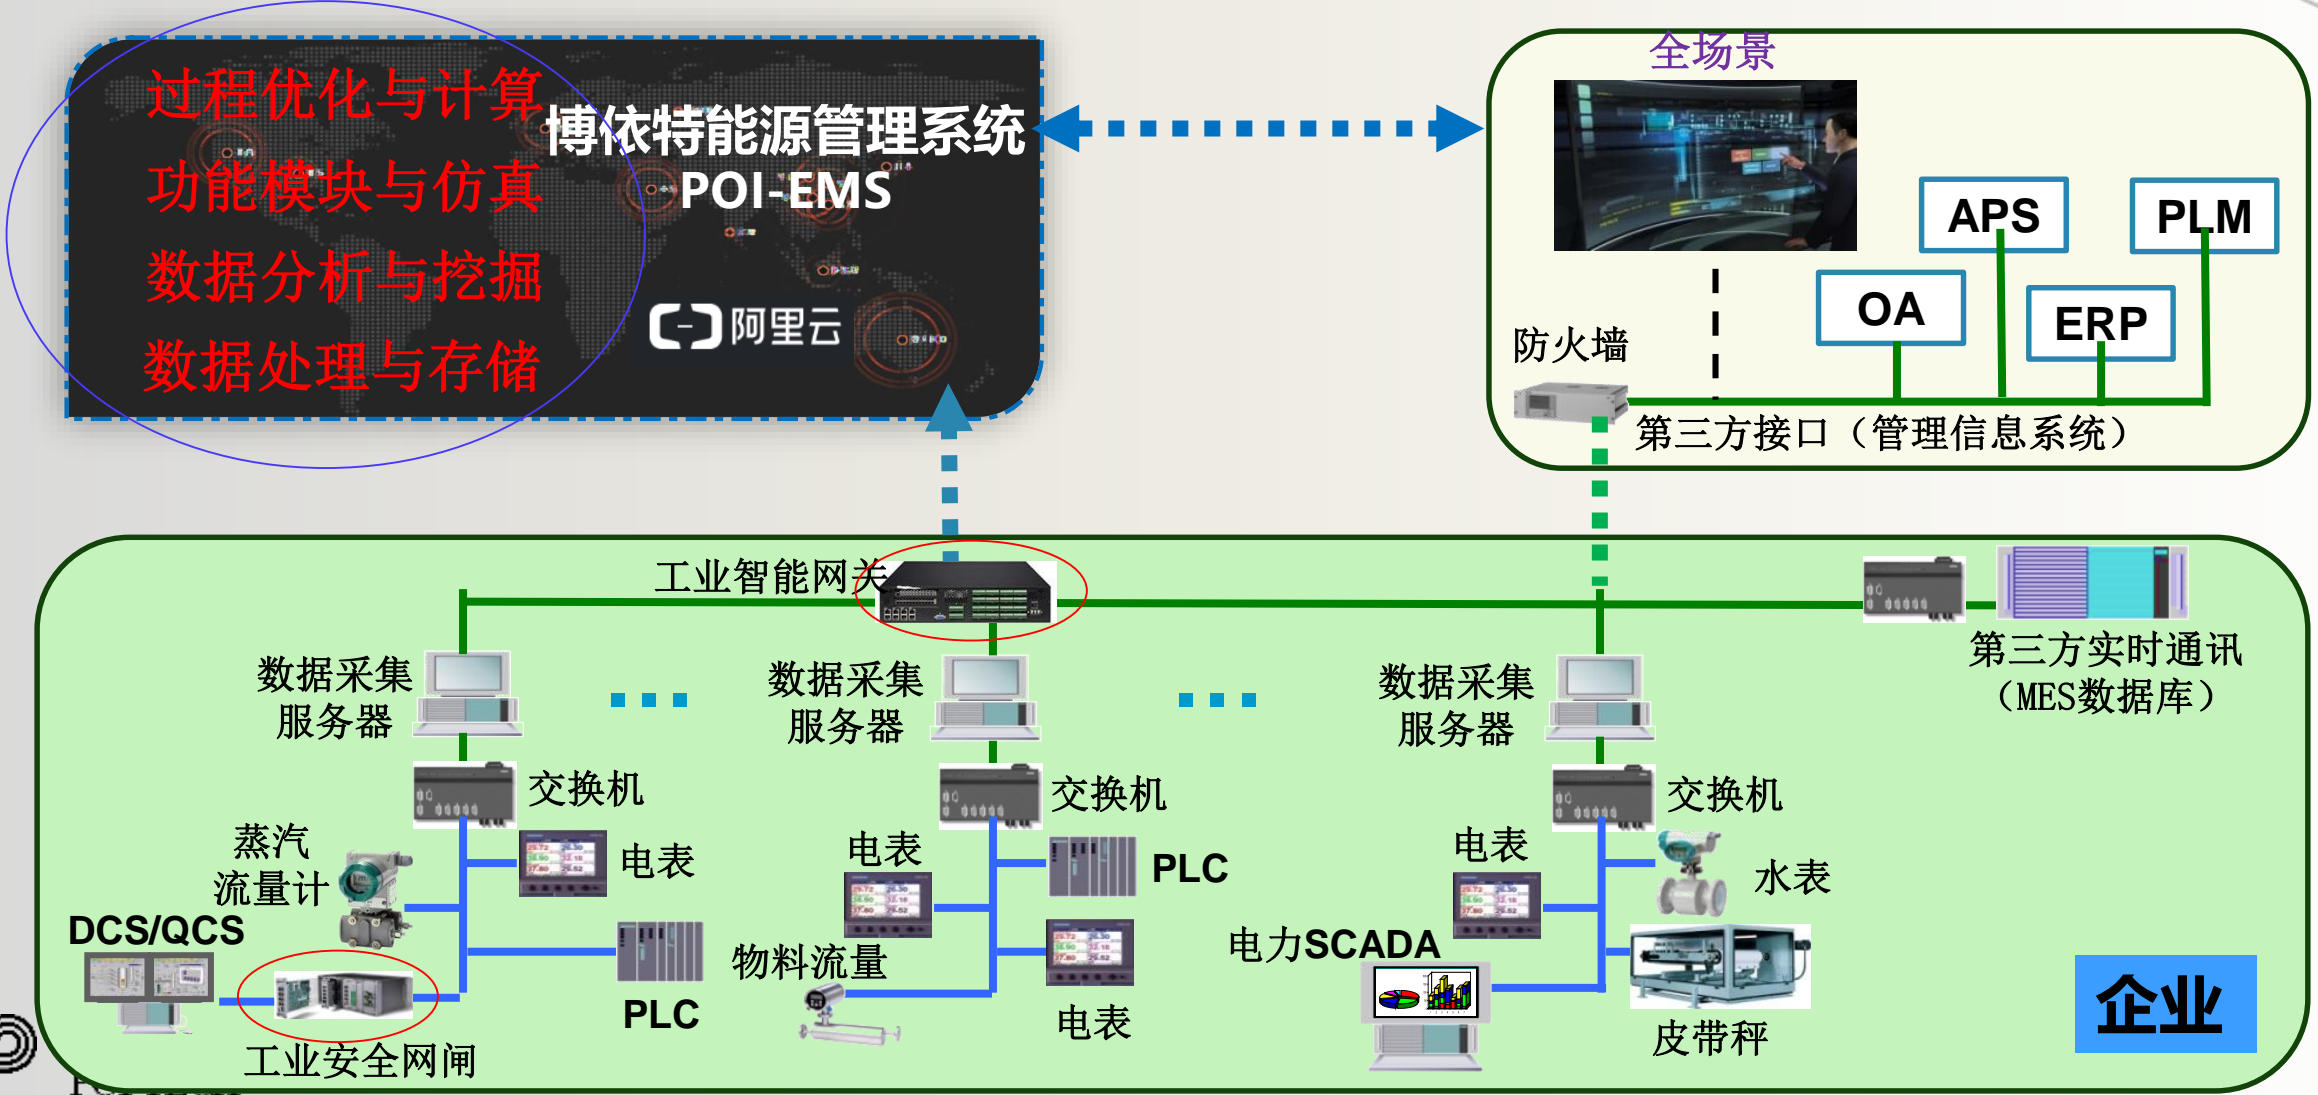 过程优化与计算
功能模块与仿真
数据分析与挖掘
数据处理与存储
博依特能源管理系统
POI-EMS
阿里云
全场景
APS
PLM
OA
ERP
防火墙
第三方接口（管理信息系统）
工业智能网关
第三方实时通讯
（MES数据库）
数据采集
服务器
数据采集
服务器
数据采集
服务器
交换机
交换机
交换机
蒸汽
流量计
电表
DCS/QCS
PLC
工业安全网闸
电表
PLC
物料流量
电表
电表
水表
电力SCADA
皮带秤
企业